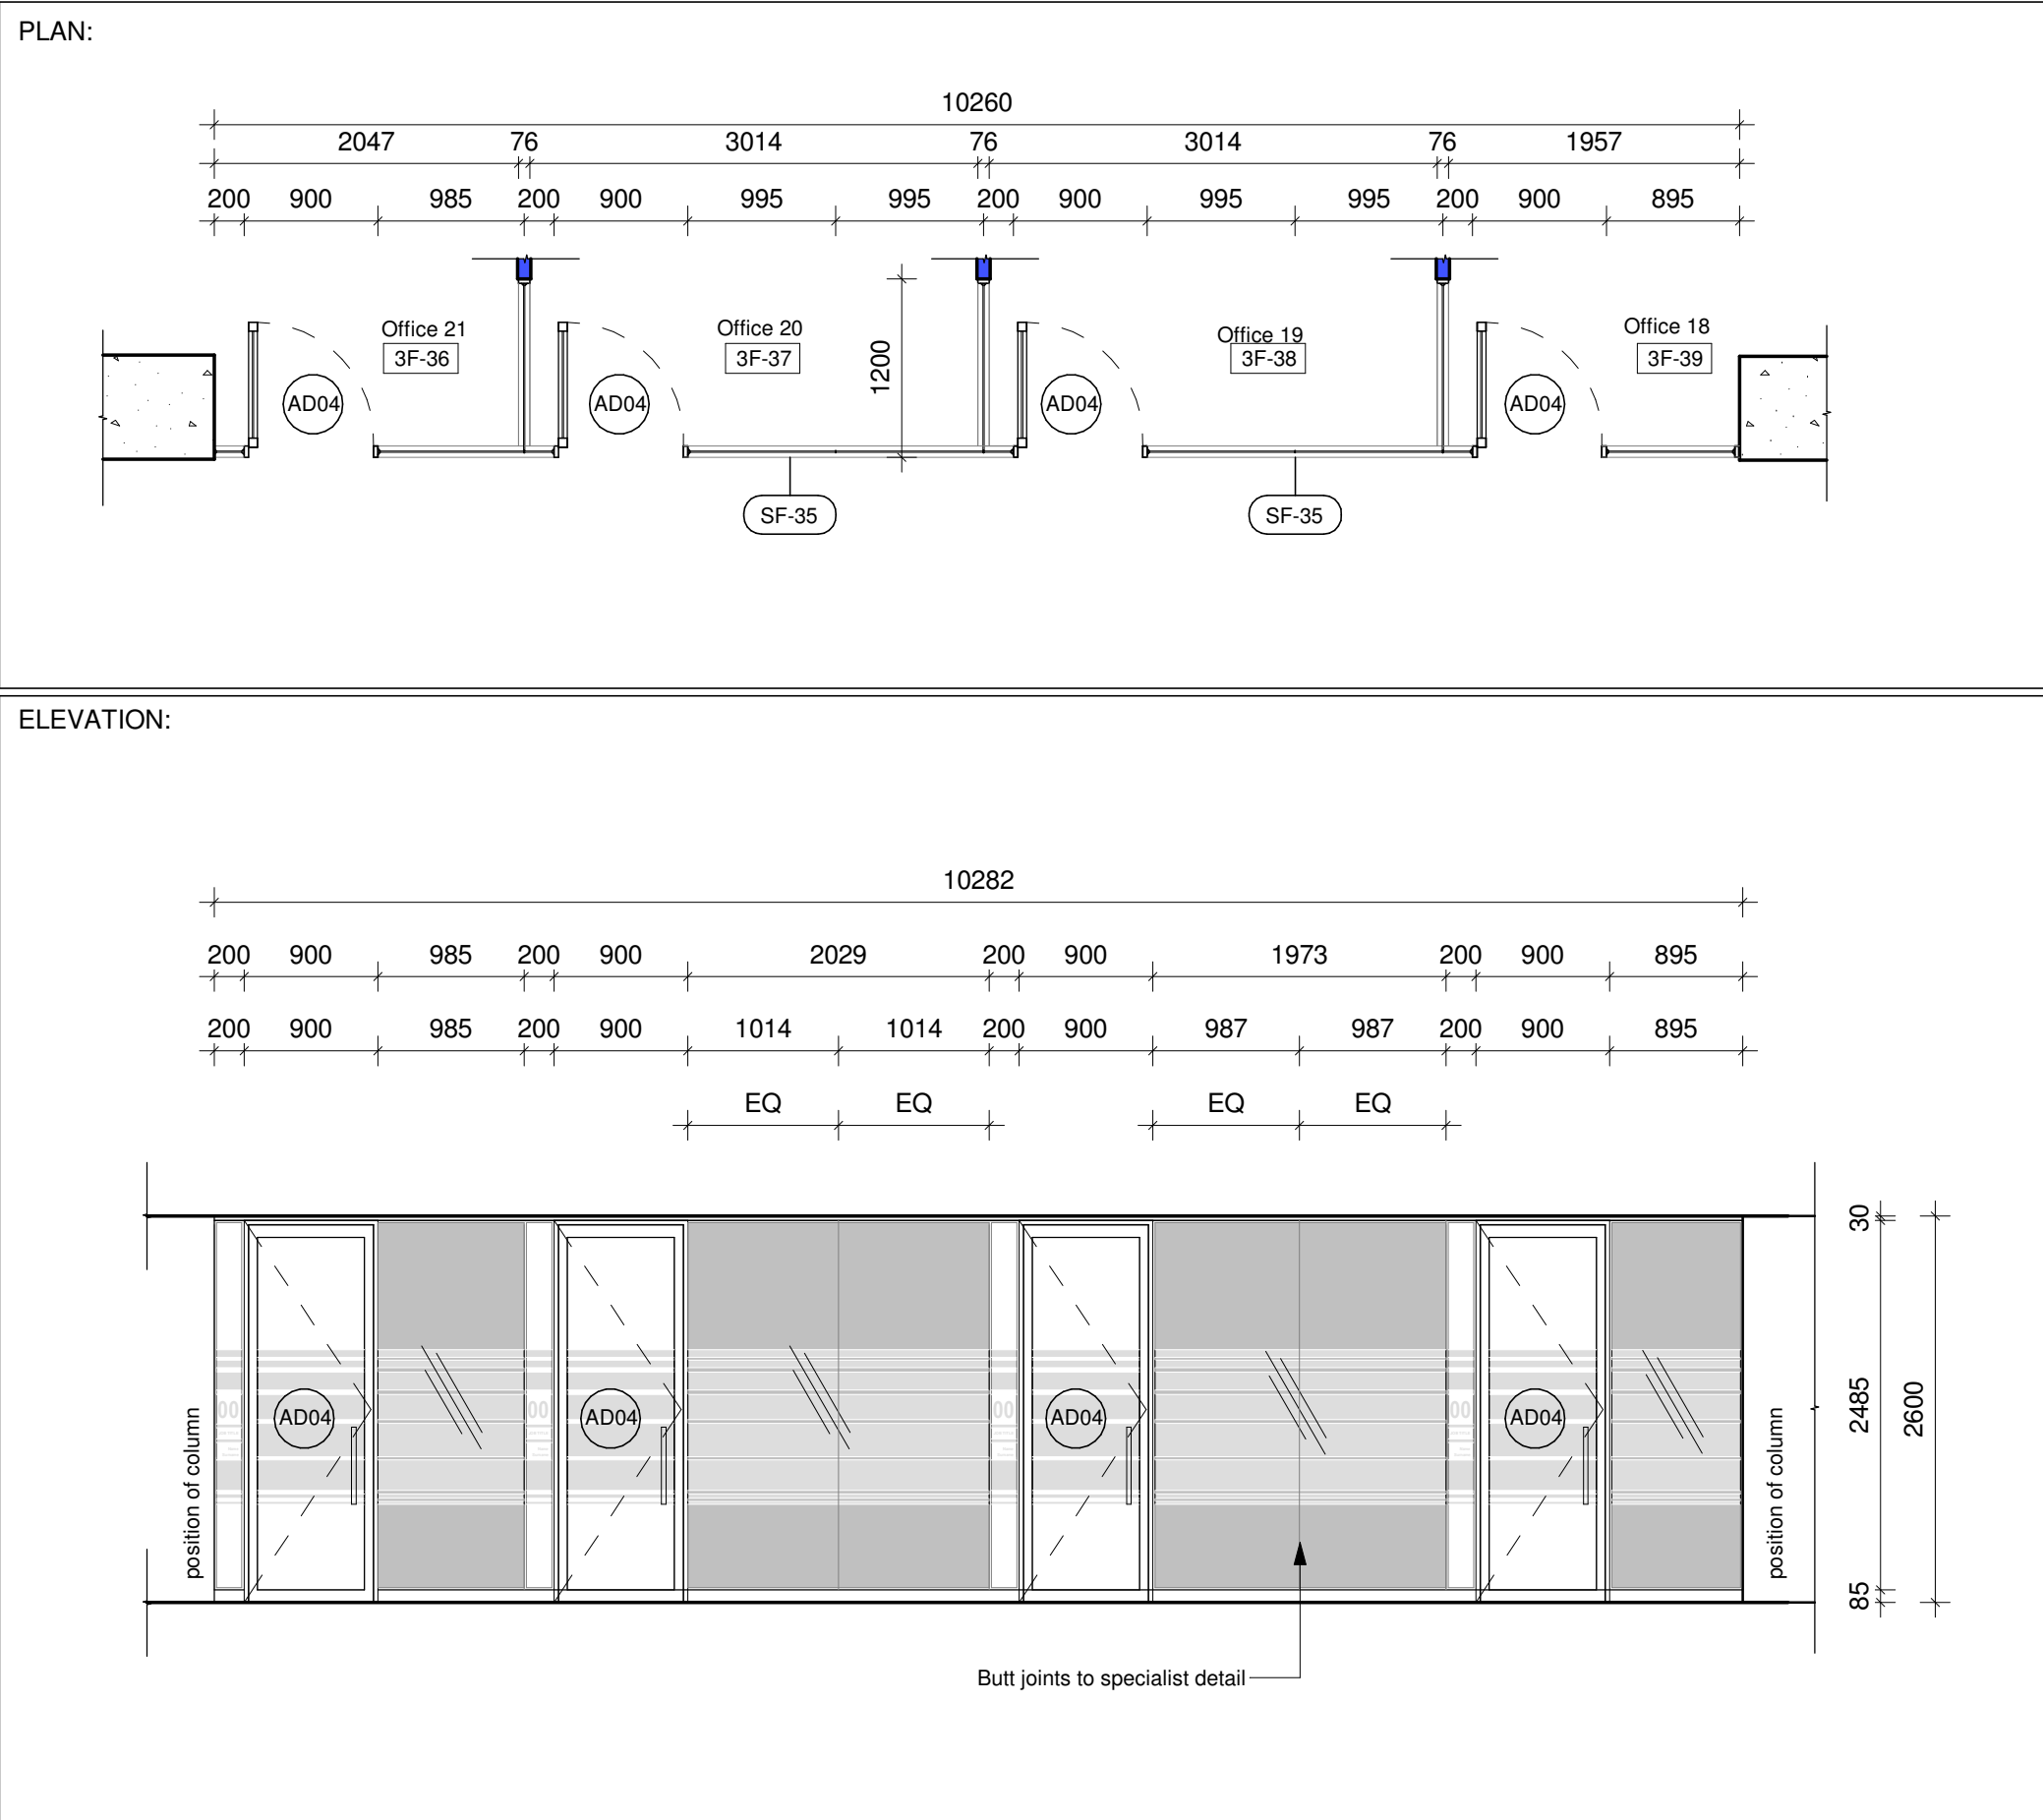 PLAN:
10260
2047 76 3014 76 3014 76 1957
200 900 985 200 900 995 995 200 900 995 995 200 900 895
Office 21 Office 20 Office 19 Office 18
3F-36 3F-37 3F-38 3F-39
1200
AD04 AD04 AD04 AD04
SF-35 SF-35
ELEVATION:
10282
200 900 985 200 900 2029 200 900 1973 200 900 895
200 900 985 200 900 1014 1014 200 900 987 987 200 900 895
EQ EQ EQ EQ
30
2485
2600
85
00 AD04 00 AD04 00 AD04 00 AD04
position of column
position of column
Butt joints to specialist detail